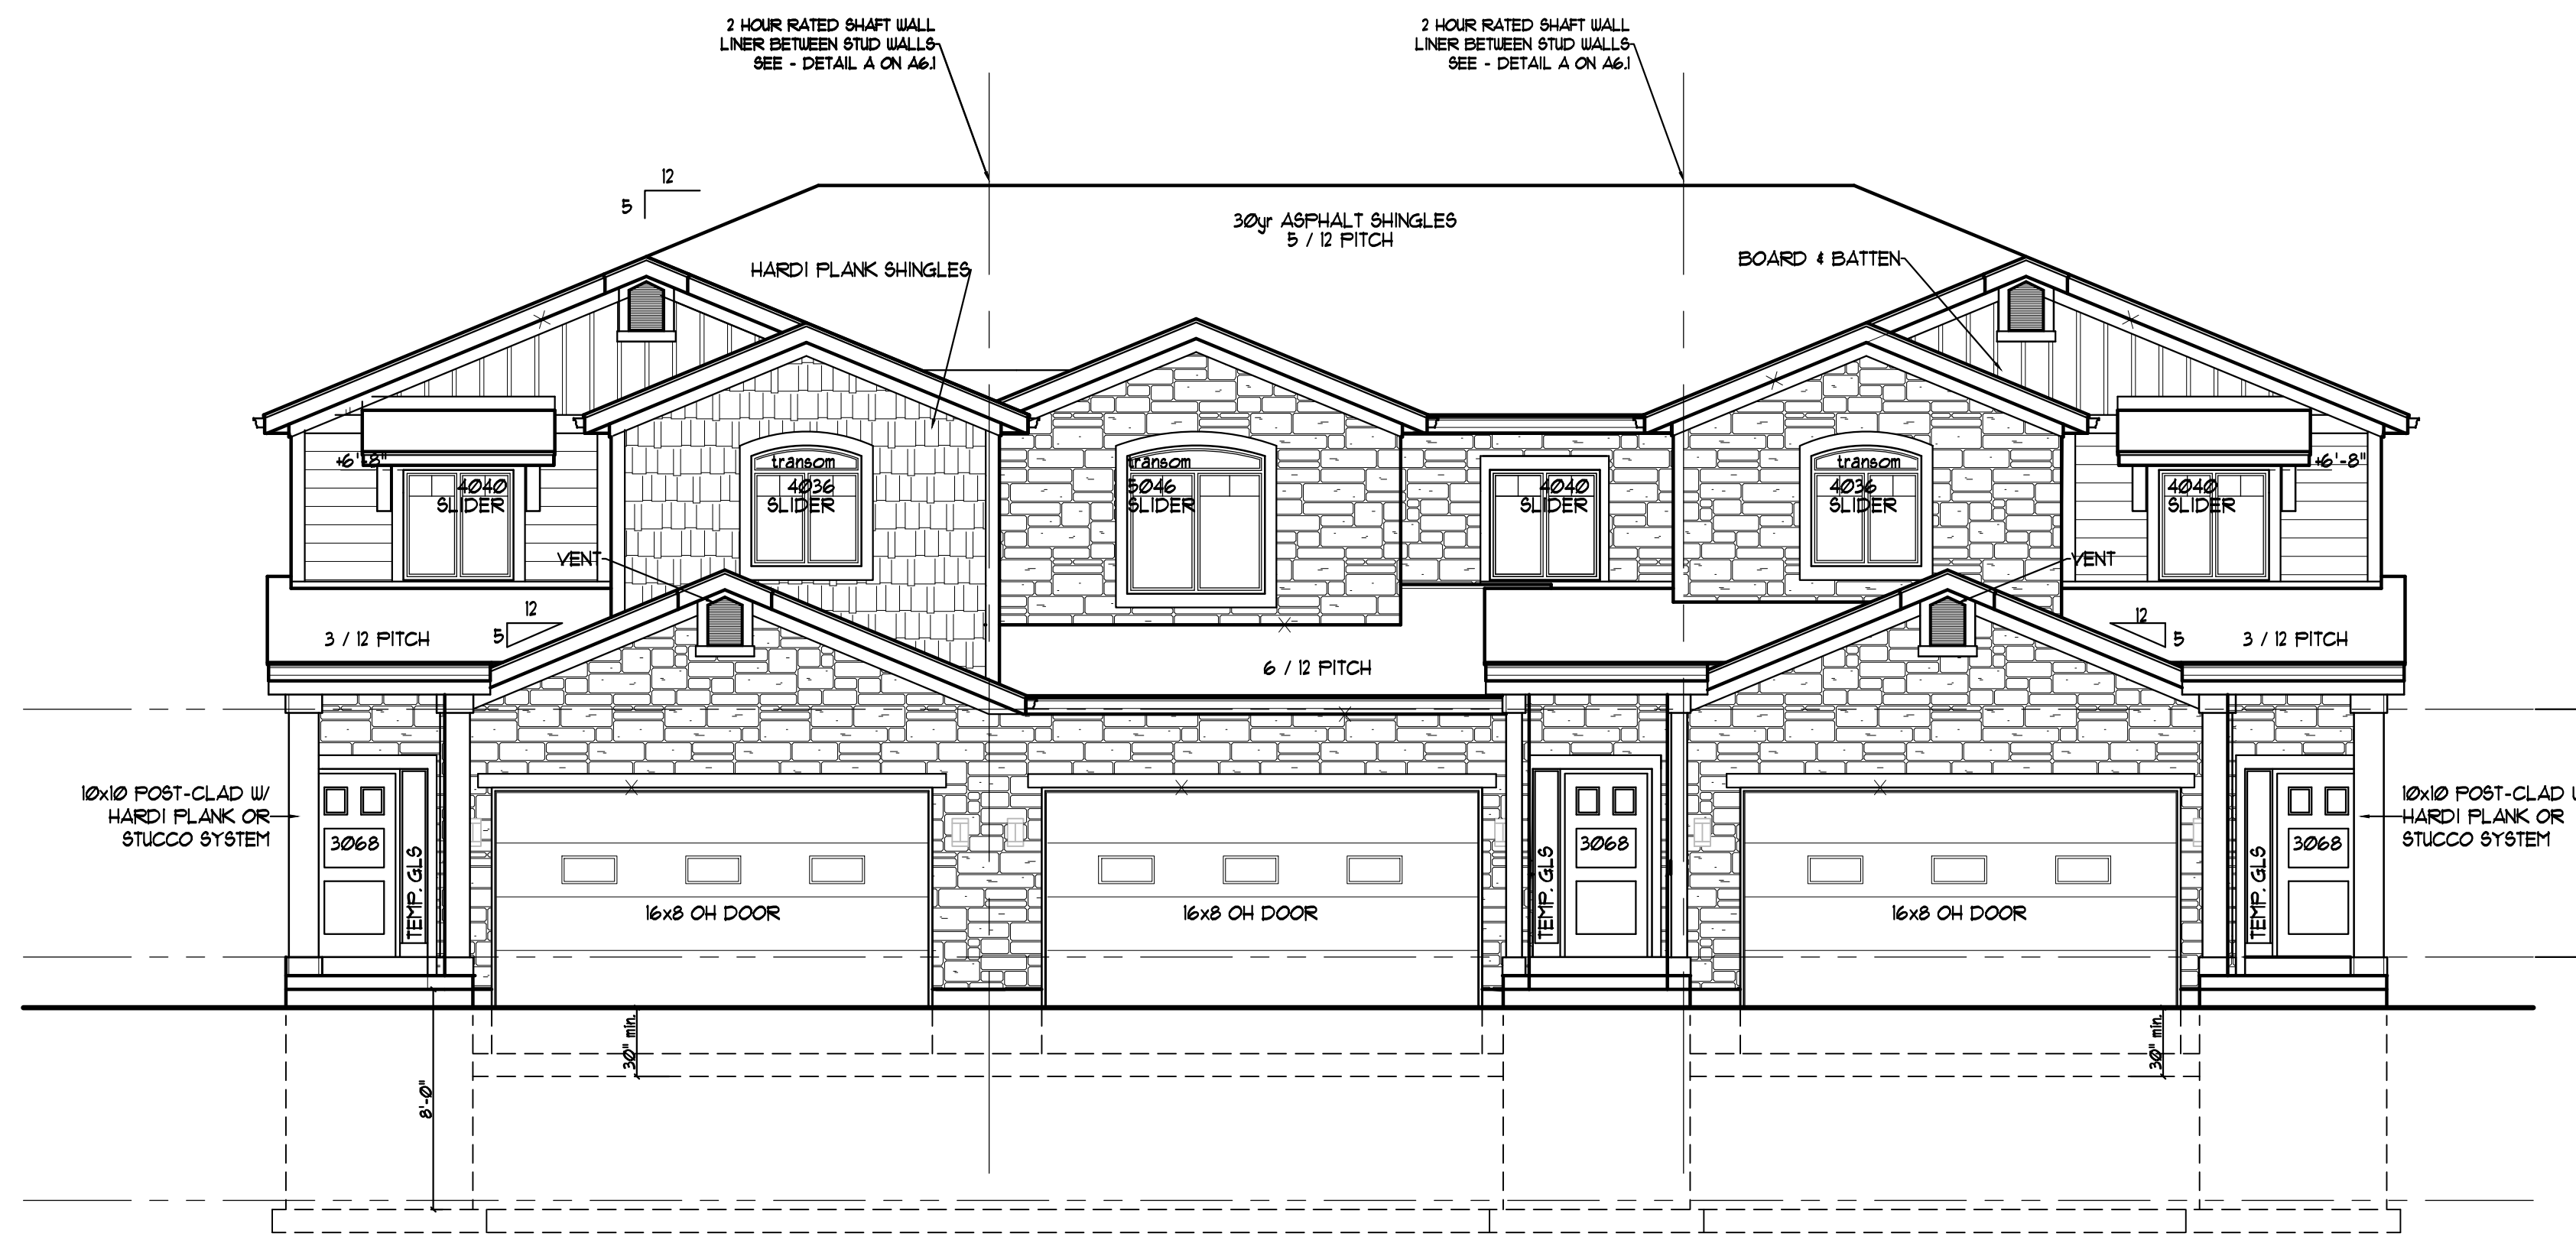 2 HOUR RATED SHAFT WALL
LINER BETWEEN STUD WALLS
SEE - DETAIL A ON A6.1
2 HOUR RATED SHAFT WALL
LINER BETWEEN STUD WALLS
SEE - DETAIL A ON A6.1
12
5
30yr ASPHALT SHINGLES
5 / 12 PITCH
HARDI PLANK SHINGLES
BOARD & BATTEN
+6'-8"
4040
SLIDER
transom
4036
SLIDER
transom
5046
SLIDER
4040
SLIDER
transom
4036
SLIDER
4040
SLIDER
+6'-8"
VENT
VENT
12
5
3 / 12 PITCH
6 / 12 PITCH
12
5
3 / 12 PITCH
10x10 POST-CLAD W/
HARDI PLANK OR
STUCCO SYSTEM
3068
TEMP. GLS
16x8 OH DOOR
16x8 OH DOOR
TEMP. GLS
3068
16x8 OH DOOR
TEMP. GLS
3068
10x10 POST-CLAD
HARDI PLANK OR
STUCCO SYSTEM
30" min.
30" min.
8'-0"